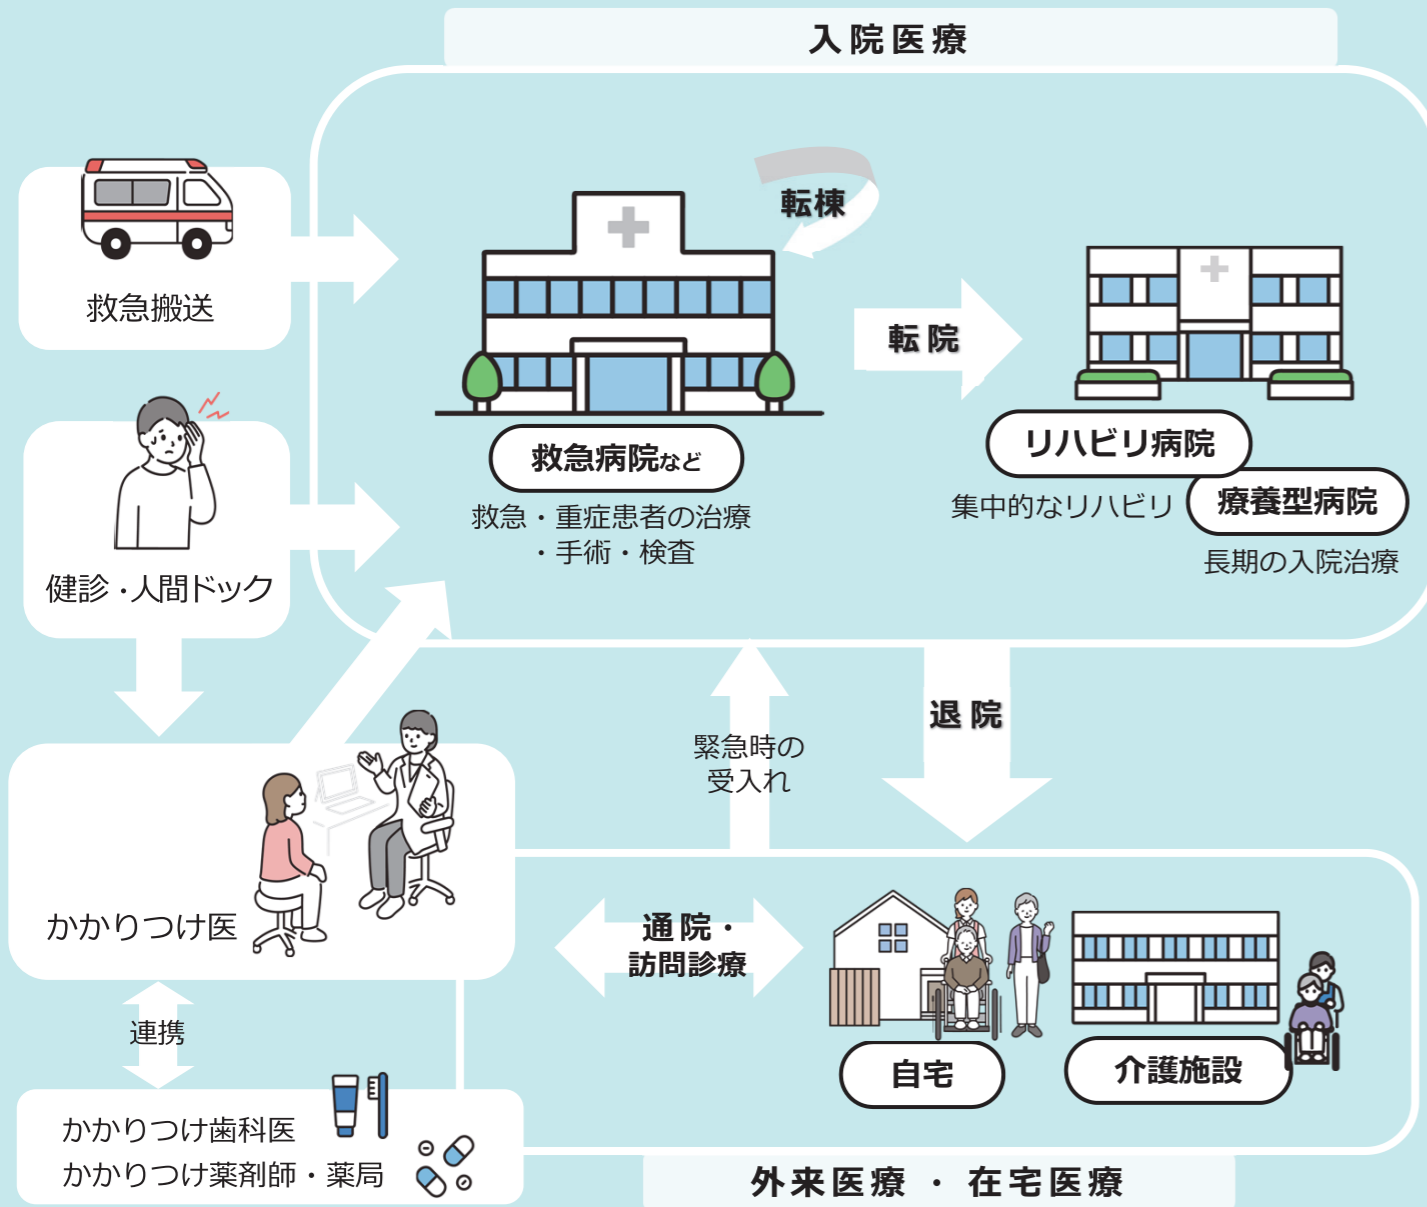 入院医療
救急搬送
転棟
転院
救急病院など
救急・重症患者の治療
・手術・検査
リハビリ病院
集中的なリハビリ
療養型病院
長期の入院治療
健診・人間ドック
退院
緊急時の
受入れ
かかりつけ医
通院・
訪問診療
連携
自宅
介護施設
かかりつけ歯科医
かかりつけ薬剤師・薬局
外来医療 ・ 在宅医療